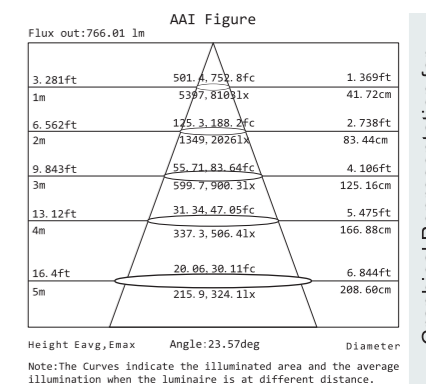 AAI Figure
Flux out:766.01 lm
3.281ft 501.4,752.8fc 1.369ft
1m 5397,8103lx 41.72cm
6.562ft 125.3,188.2fc 2.738ft
2m 1349,2026lx 83.44cm
9.843ft 55.71,83.64fc 4.106ft
3m 599.7,900.3lx 125.16cm
13.12ft 31.34,47.05fc 5.475ft
4m 337.3,506.4lx 166.88cm
16.4ft 20.06,30.11fc 6.844ft
5m 215.9,324.1lx 208.60cm
Height Eavg,Emax Angle:23.57deg Diameter
Note:The Curves indicate the illuminated area and the average
illumination when the luminaire is at different distance.